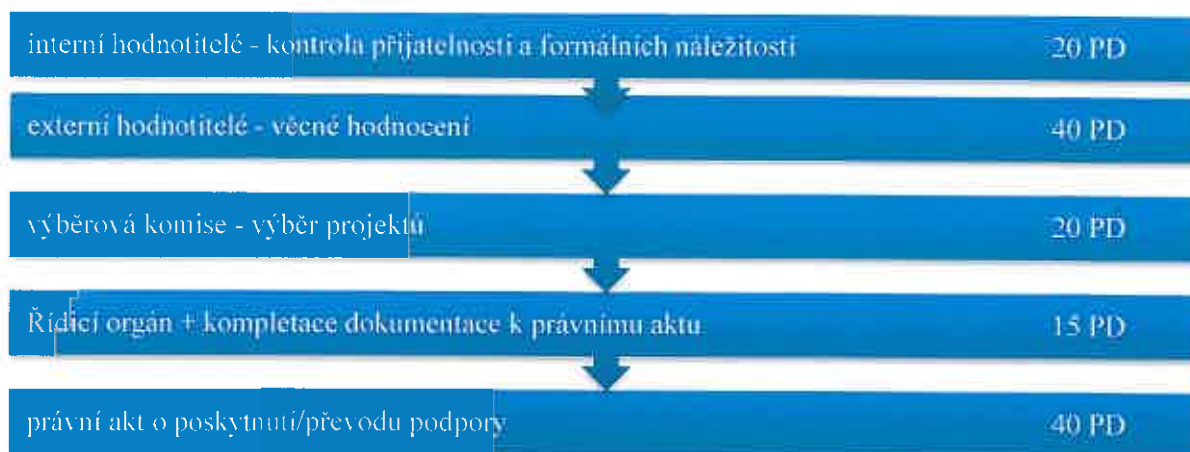 interní hodnotitelé - kontrola přijatelnosti a formálních náležitostí 20 PD
externí hodnotitelé - věcné hodnocení 40 PD
výběrová komise - výběr projektů 20 PD
Řídicí orgán + kompletace dokumentace k právnímu aktu 15 PD
právní akt o poskytnutí/převodu podpory 40 PD